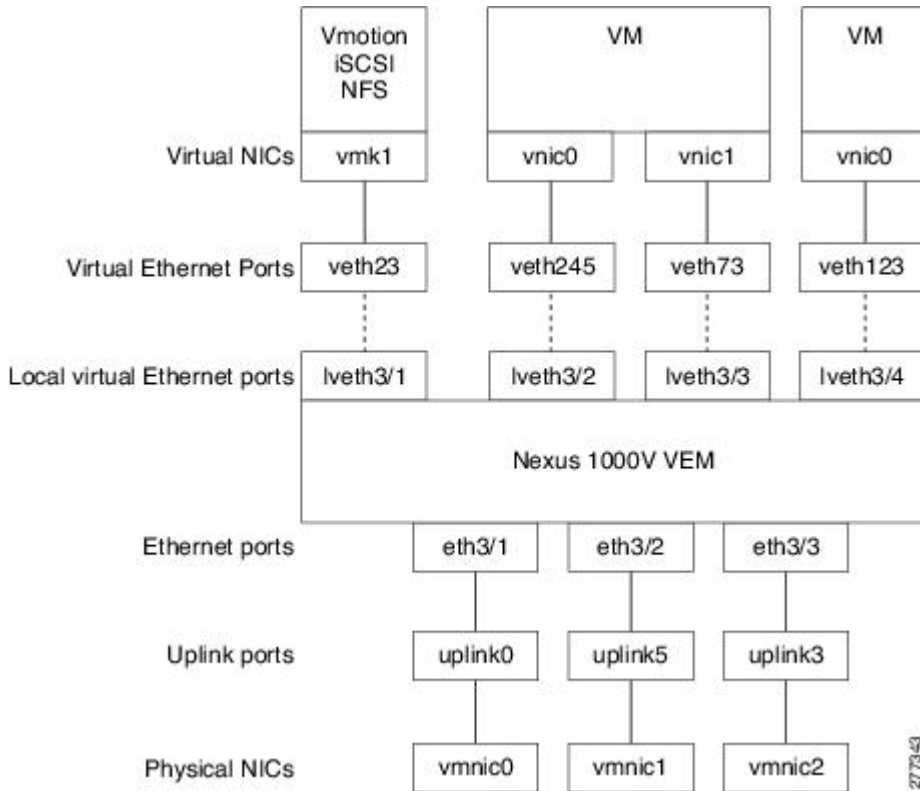 Vmotion
iSCSI
NFS
VM
VM
Virtual NICs
vmk1
vnic0
vnic1
vnic0
Virtual Ethernet Ports
veth23
veth245
veth73
veth123
Local virtual Ethernet ports
lveth3/1
lveth3/2
lveth3/3
lveth3/4
Nexus 1000V VEM
Ethernet ports
eth3/1
eth3/2
eth3/3
Uplink ports
uplink0
uplink5
uplink3
Physical NICs
vmnic0
vmnic1
vmnic2
277343